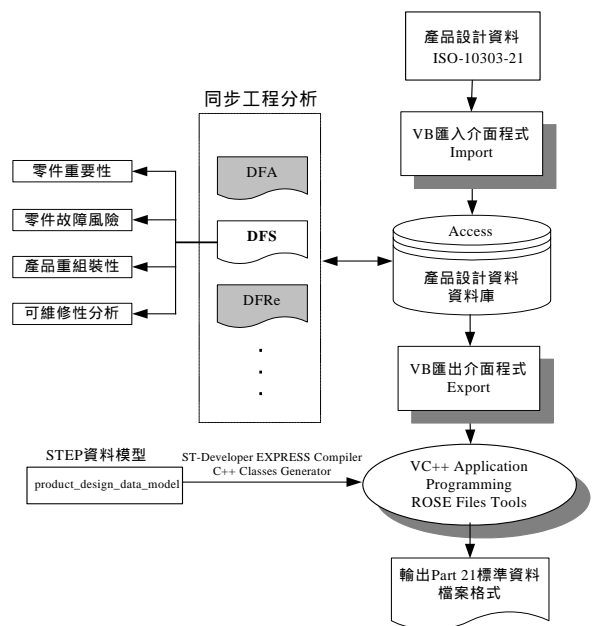 產品設計資料
ISO-10303-21
同步工程分析
VB匯入介面程式
Import
DFA
零件重要性
零件故障風險
產品重組裝性
可維修性分析
DFS
DFRe
Access
產品設計資料
資料庫
VB匯出介面程式
Export
STEP資料模型
product_design_data_model
ST-Developer EXPRESS Compiler
C++ Classes Generator
VC++ Application
Programming
ROSE Files Tools
輸出Part 21標準資料
檔案格式